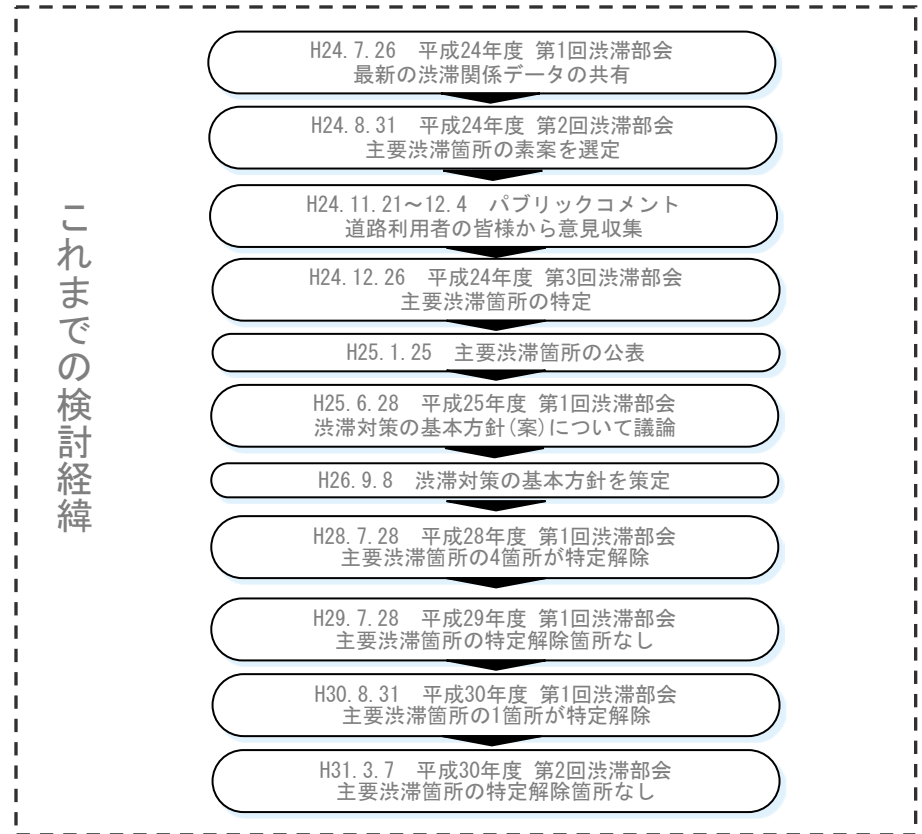 これまでの検討経緯
H24.7.26 平成24年度 第1回渋滞部会
最新の渋滞関係データの共有
H24.8.31 平成24年度 第2回渋滞部会
主要渋滞箇所の素案を選定
H24.11.21～12.4 パブリックコメント
道路利用者の皆様から意見収集
H24.12.26 平成24年度 第3回渋滞部会
主要渋滞箇所の特定
H25.1.25 主要渋滞箇所の公表
H25.6.28 平成25年度 第1回渋滞部会
渋滞対策の基本方針(案)について議論
H26.9.8 渋滞対策の基本方針を策定
H28.7.28 平成28年度 第1回渋滞部会
主要渋滞箇所の4箇所が特定解除
H29.7.28 平成29年度 第1回渋滞部会
主要渋滞箇所の特定解除箇所なし
H30.8.31 平成30年度 第1回渋滞部会
主要渋滞箇所の1箇所が特定解除
H31.3.7 平成30年度 第2回渋滞部会
主要渋滞箇所の特定解除箇所なし